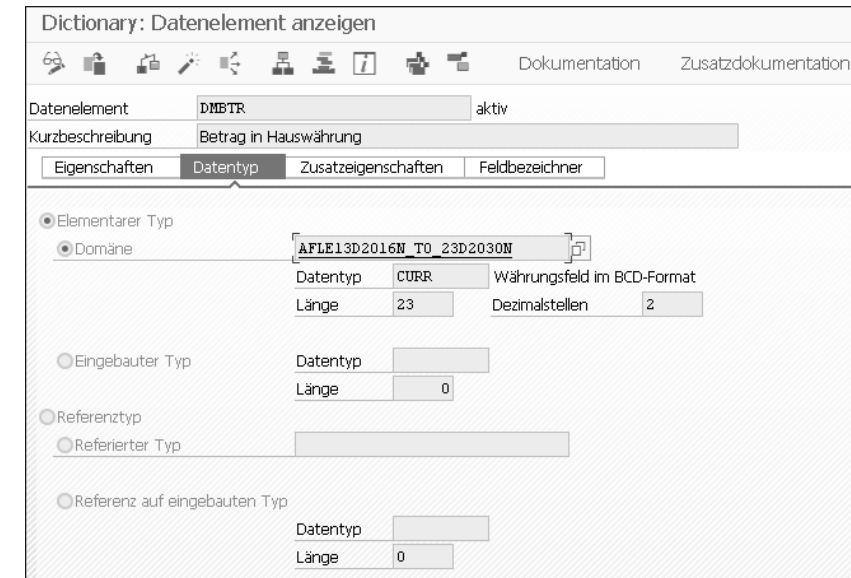 Dictionary: Datenelement anzeigen
Dokumentation Zusatzdokumentation
Datenelement DMBTR aktiv
Kurzbeschreibung Betrag in Hauswährung
Eigenschaften Datentyp Zusatzeigenschaften Feldbezeichner
Elementarer Typ
Domäne AFLE13D2016N_TO_23D2030N
Datentyp CURR Währungsfeld im BCD-Format
Länge 23 Dezimalstellen 2
Eingebauter Typ Datentyp
Länge 0
Referenztyp
Referierter Typ
Referenz auf eingebauten Typ
Datentyp
Länge 0